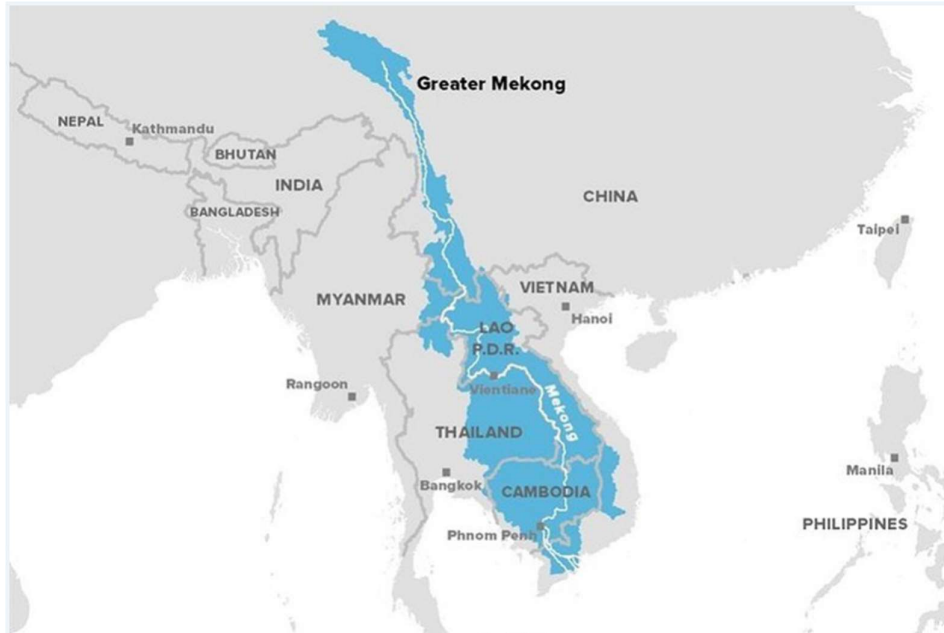 Greater Mekong
NEPAL
Kathmandu
BHUTAN
INDIA
BANGLADESH
CHINA
Taipei
MYANMAR
VIETNAM
Hanoi
LAO
P.D.R.
Rangoon
Vientiane
Mekong
THAILAND
Bangkok
CAMBODIA
Manila
Phnom Penh
PHILIPPINES